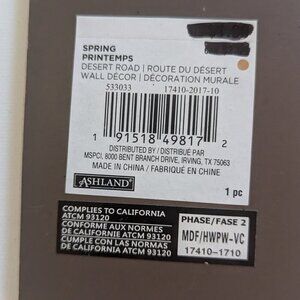 SPRING
PRINTEMPS
DESERT ROAD | ROUTE DU DÉSERT
WALL DÉCOR | DÉCORATION MURALE
533033 17410-2017-10
1 91518 49817 2
DISTRIBUTED BY / DISTRIBUÉ PAR
MSPCI, 8000 BENT BRANCH DRIVE, IRVING, TX 75063
MADE IN CHINA / FABRIQUÉ EN CHINE
ASHLAND
1 pc
COMPLIES TO CALIFORNIA
ATCM 93120
CONFORME AUX NORMES
DE CALIFORNIA ATCM 93120
CUMPLE CON LAS NORMAS
DE CALIFORNIA ATCM 93120
PHASE/FASE 2
MDF/HWPW-VC
17410-1710